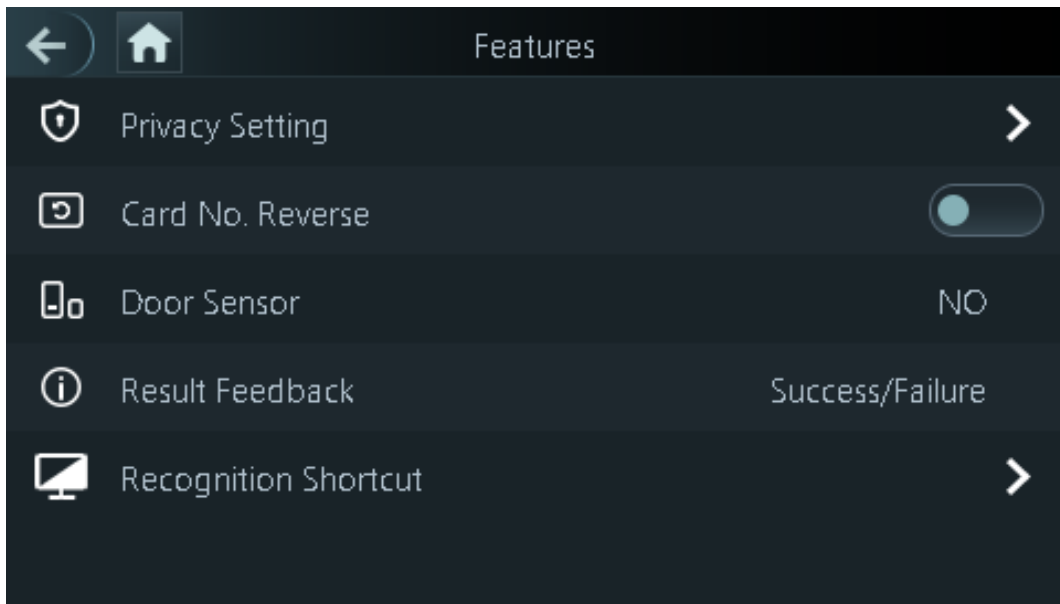 Features
Privacy Setting
Card No. Reverse
Door Sensor NO
Result Feedback Success/Failure
Recognition Shortcut